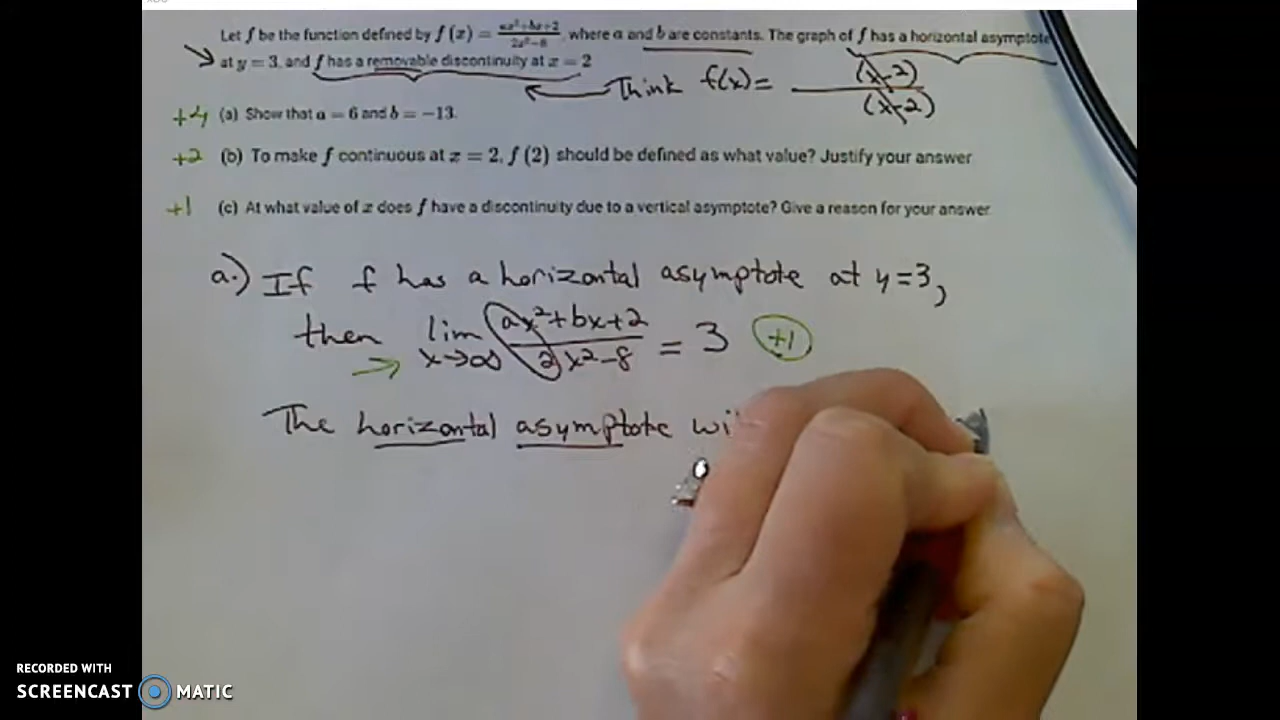 Let f be the function defined by f (x) = ax²+bx+2 / 2x²−8, where a and b are constants. The graph of f has a horizontal asymptote
at y = 3, and f has a removable discontinuity at x = 2
Think f(x) = (x-2) / (x-2)
+4 (a) Show that a = 6 and b = −13.
+2 (b) To make f continuous at x = 2, f (2) should be defined as what value? Justify your answer
+1 (c) At what value of x does f have a discontinuity due to a vertical asymptote? Give a reason for your answer
a.) If f has a horizontal asymptote at y=3,
then lim x→∞ ax²+bx+2 / 2x²-8 = 3 +1
The horizontal asymptote
RECORDED WITH
SCREENCAST MATIC